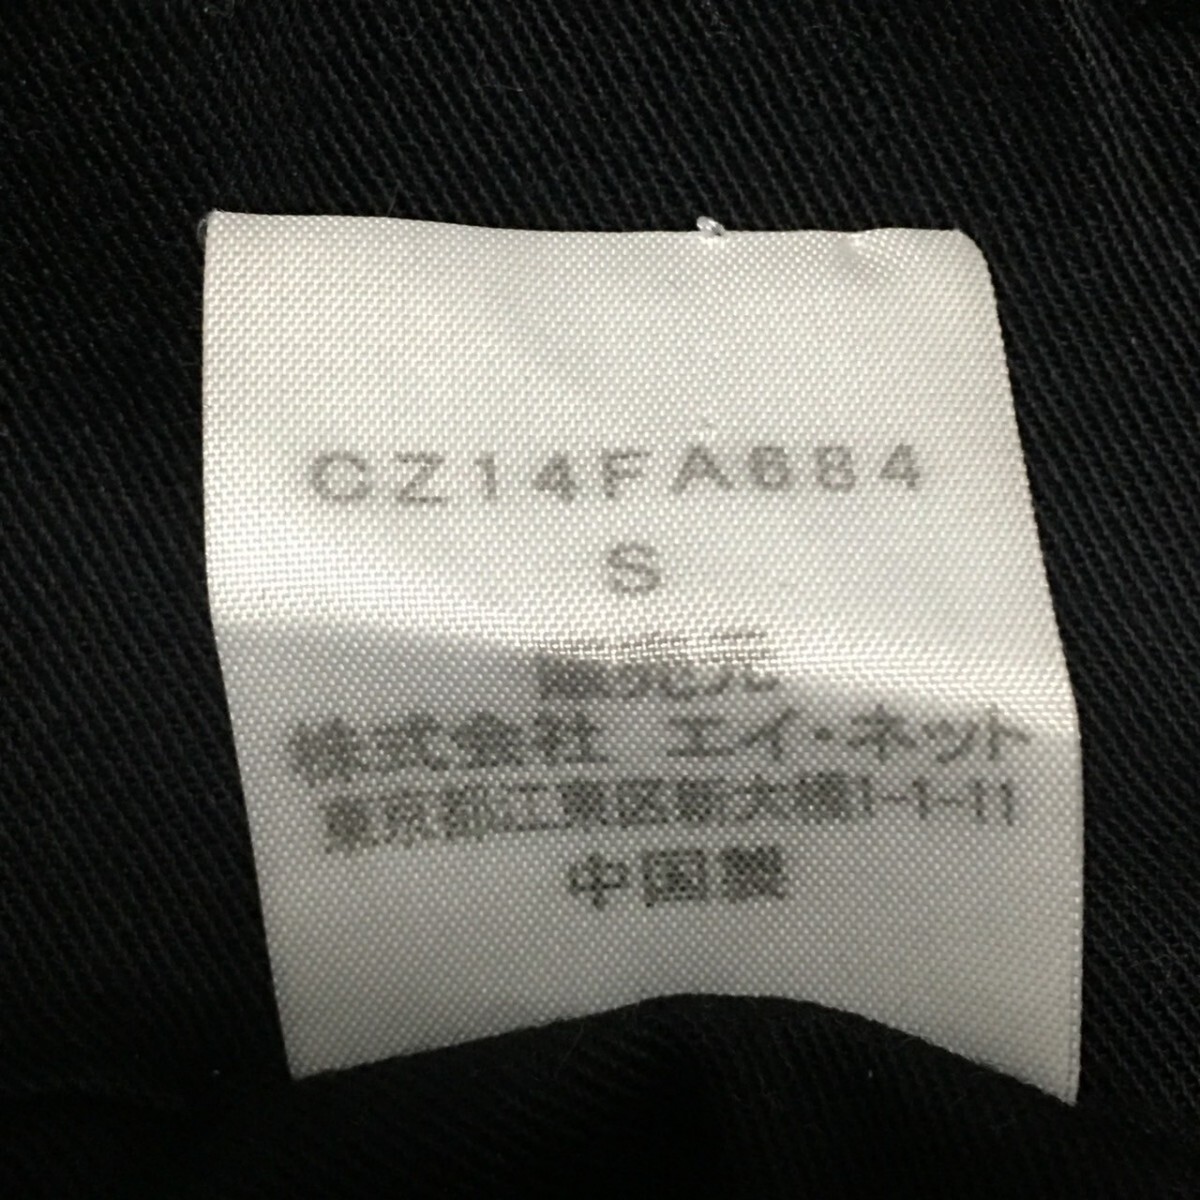 CZ14FA684
S
販売元
株式会社 エイ・ネット
東京都江東区新大橋1-1-11
中国製